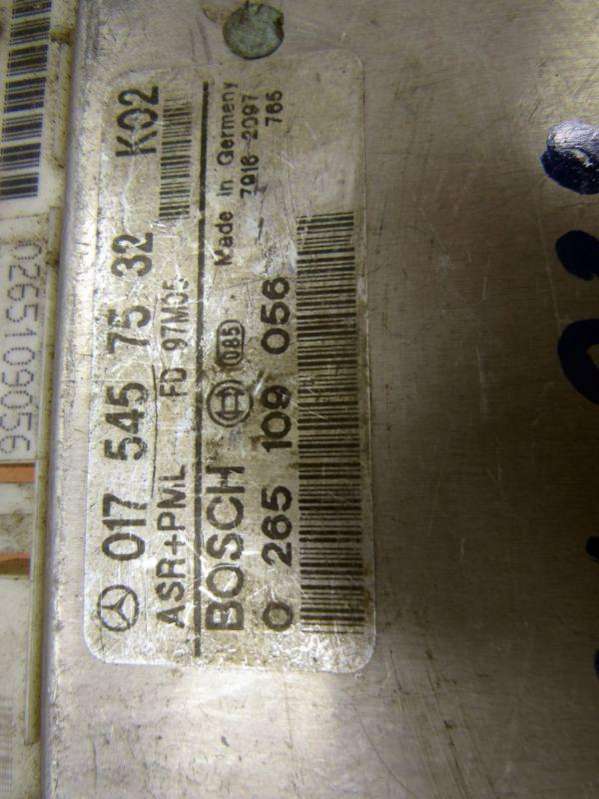 017 545 75 32 K02
ASR+PML FD 97M05
BOSCH 085 Made in Germany
7916-2097
0 265 109 056 765
0265109056